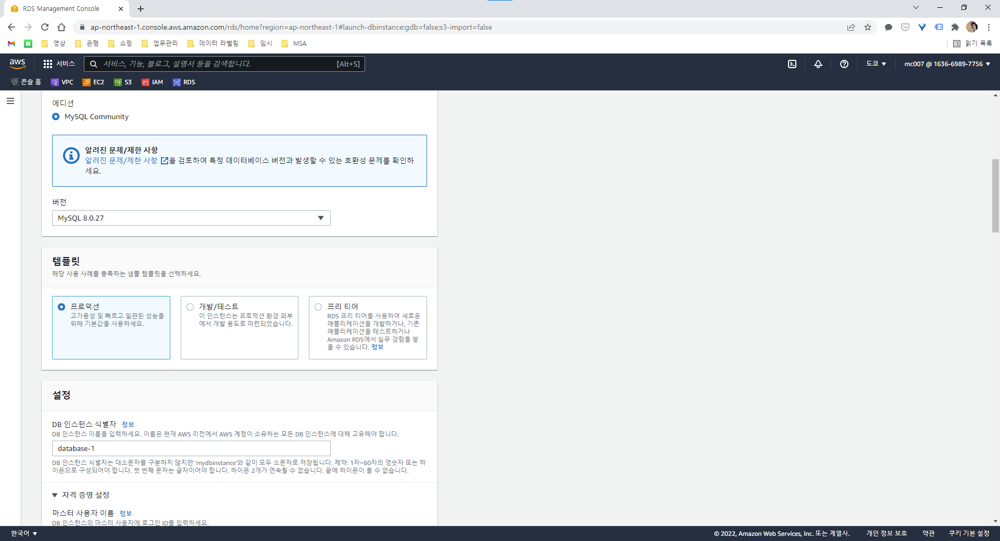 RDS Management Console
ap-northeast-1.console.aws.amazon.com/rds/home?region=ap-northeast-1#launch-dbinstance:gdb=false;s3-import=false
영상 은행 쇼핑 업무관리 데이터 라벨링 임시 MSA 읽기 목록
aws 서비스 서비스, 기능, 블로그, 설명서 등을 검색합니다. [Alt+S] 도쿄 mc007 @ 1636-6989-7756
콘솔 홈 VPC EC2 S3 IAM RDS
에디션
MySQL Community
알려진 문제/제한 사항
알려진 문제/제한 사항 을 검토하여 특정 데이터베이스 버전과 발생할 수 있는 호환성 문제를 확인하
세요.
버전
MySQL 8.0.27
템플릿
해당 사용 사례를 충족하는 샘플 템플릿을 선택하세요.
프로덕션
고가용성 및 빠르고 일관된 성능을
위해 기본값을 사용하세요.
개발/테스트
이 인스턴스는 프로덕션 환경 외부
에서 개발 용도로 마련되었습니다.
프리 티어
RDS 프리 티어를 사용하여 새로운
애플리케이션을 개발하거나, 기존
애플리케이션을 테스트하거나
Amazon RDS에서 실무 경험을 쌓
을 수 있습니다. 정보
설정
DB 인스턴스 식별자 정보
DB 인스턴스 이름을 입력하세요. 이름은 현재 AWS 리전에서 AWS 계정이 소유하는 모든 DB 인스턴스에 대해 고유해야 합니다.
database-1
DB 인스턴스 식별자는 대소문자를 구분하지 않지만 'mydbinstance'와 같이 모두 소문자로 저장됩니다. 제약: 1자~60자의 영숫자 또는 하
이픈으로 구성되어야 합니다. 첫 번째 문자는 글자이어야 합니다. 하이픈 2개가 연속될 수 없습니다. 끝에 하이픈이 올 수 없습니다.
자격 증명 설정
마스터 사용자 이름 정보
DB 인스턴스의 마스터 사용자에 로그인 ID를 입력하세요.
한국어 © 2022, Amazon Web Services, Inc. 또는 계열사. 개인 정보 보호 약관 쿠키 기본 설정